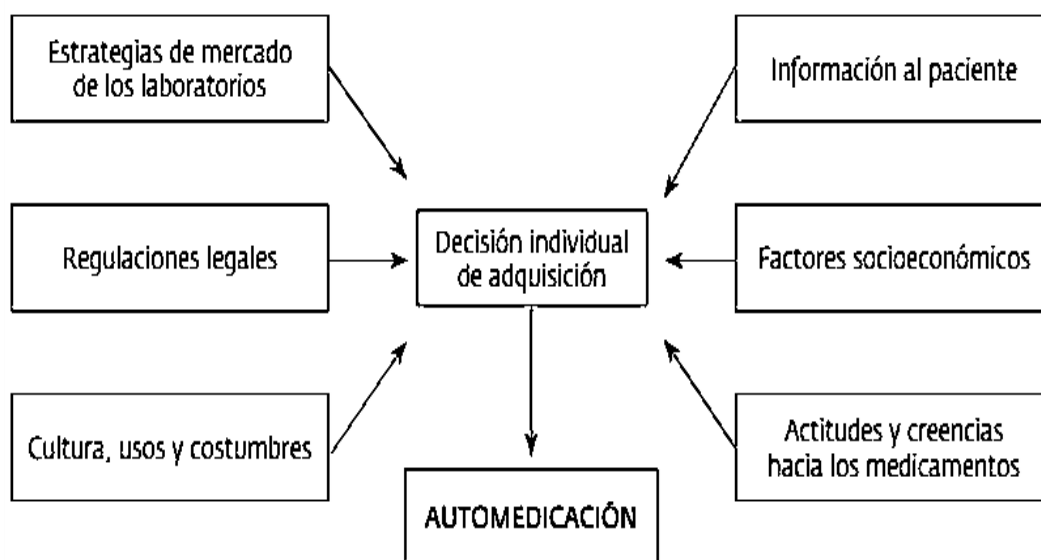 Estrategias de mercado
de los laboratorios
Información al paciente
Regulaciones legales
Decisión individual
de adquisición
Factores socioeconómicos
Cultura, usos y costumbres
Actitudes y creencias
hacia los medicamentos
AUTOMEDICACIÓN